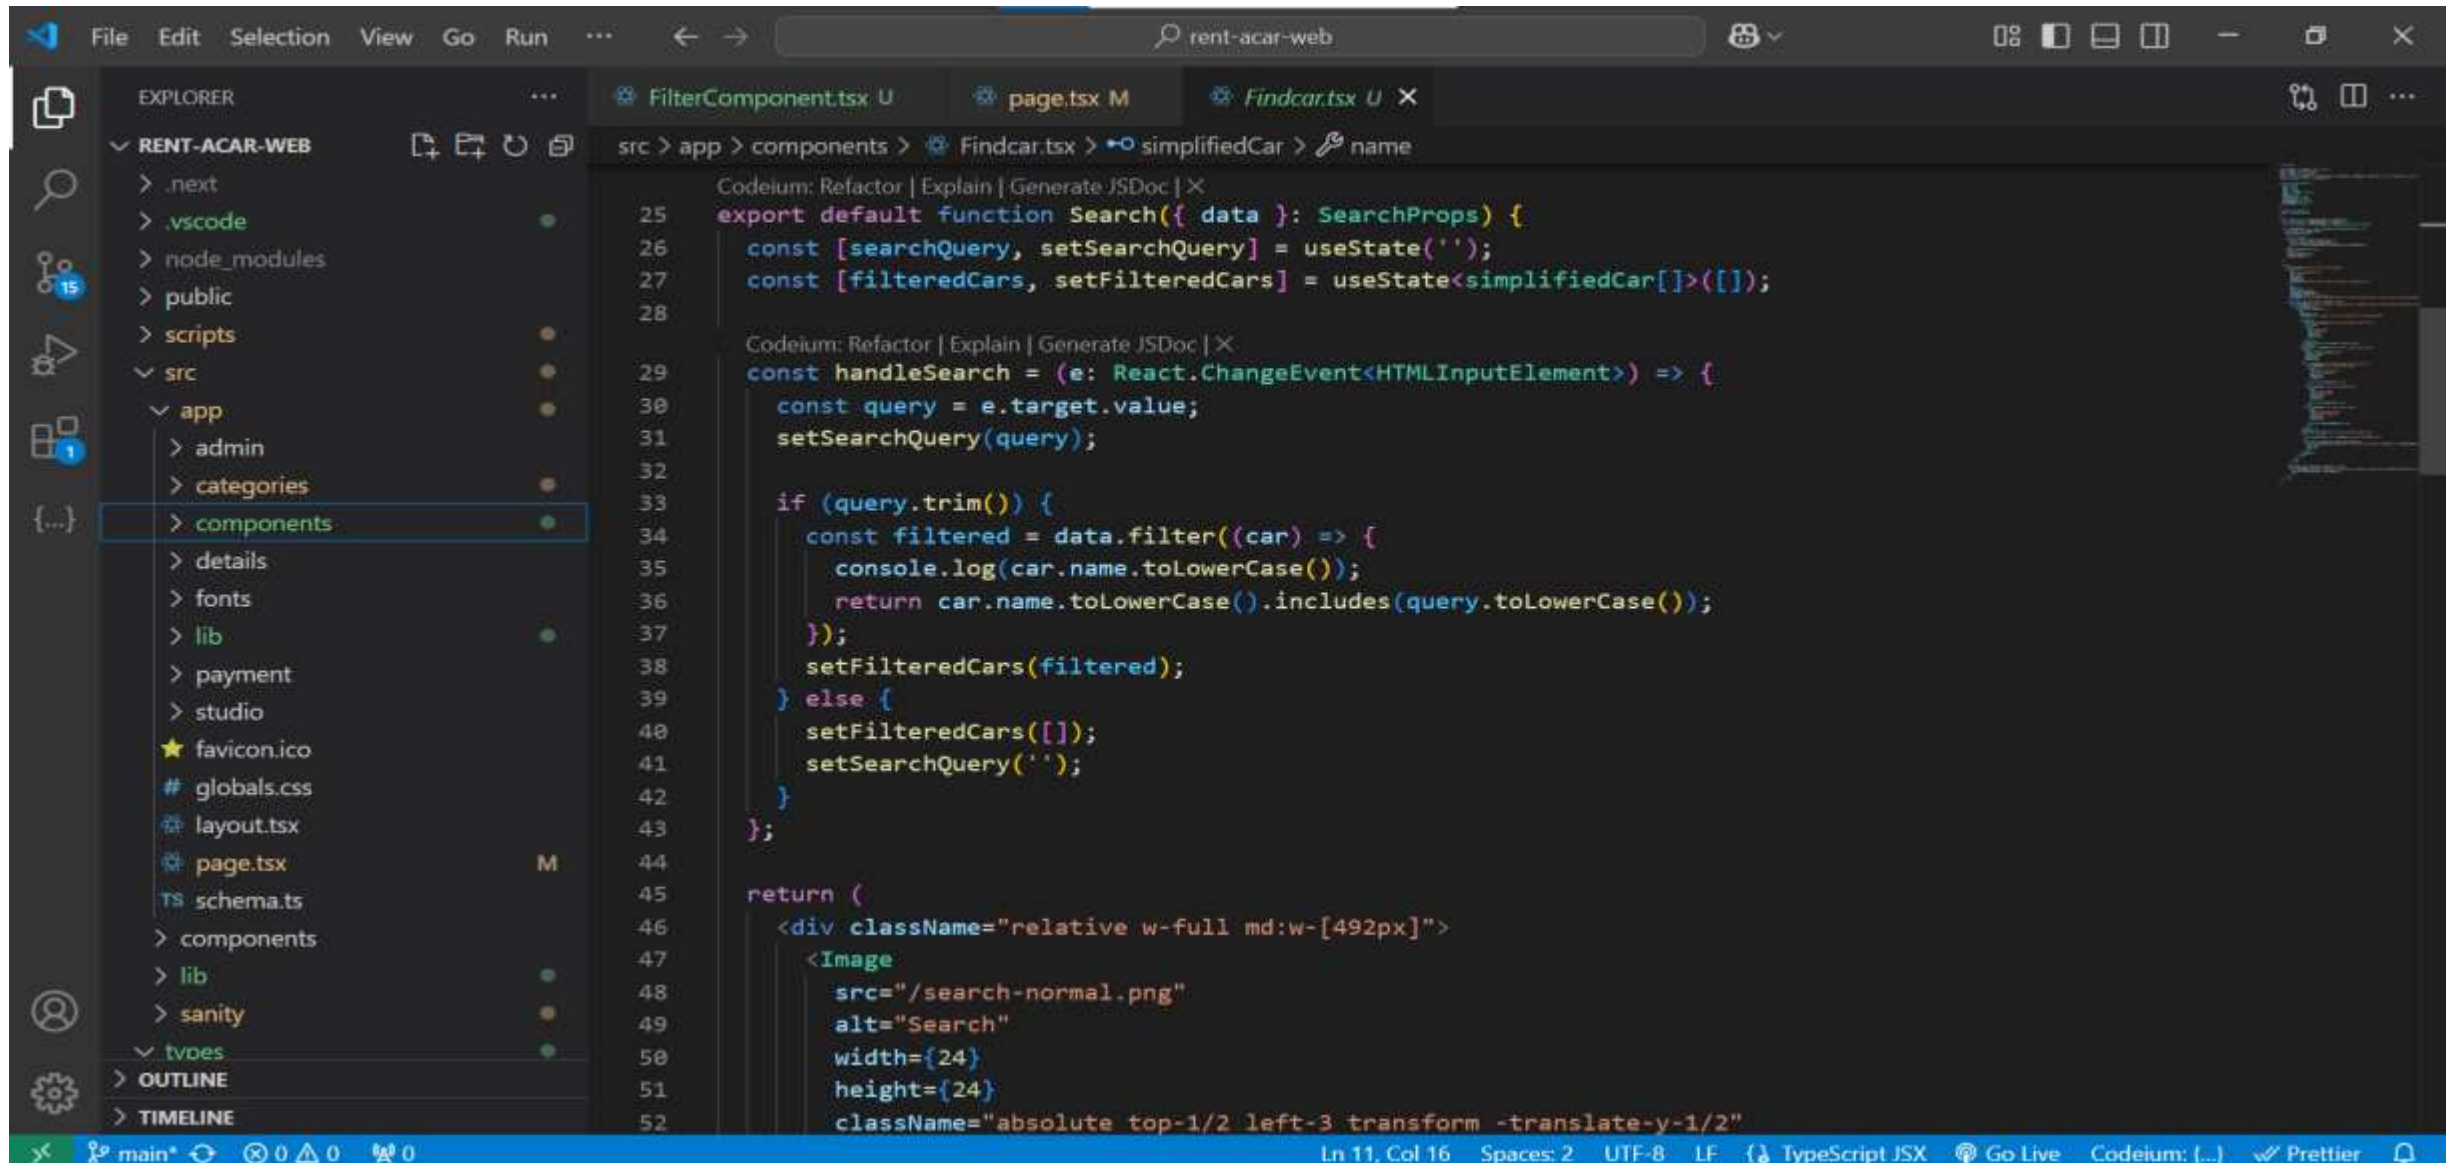 File Edit Selection View Go Run ··· rent-acar-web
EXPLORER ···
RENT-ACAR-WEB
.next
.vscode
node_modules
public
scripts
src
app
admin
categories
components
details
fonts
lib
payment
studio
favicon.ico
# globals.css
layout.tsx
page.tsx M
TS schema.ts
components
lib
sanity
types
OUTLINE
TIMELINE
15
1
{...}
FilterComponent.tsx U page.tsx M Findcar.tsx U
src > app > components > Findcar.tsx > simplifiedCar > name
Codeium: Refactor | Explain | Generate JSDoc | ×
25 export default function Search({ data }: SearchProps) {
26 const [searchQuery, setSearchQuery] = useState('');
27 const [filteredCars, setFilteredCars] = useState<simplifiedCar[]>([]);
28
Codeium: Refactor | Explain | Generate JSDoc | ×
29 const handleSearch = (e: React.ChangeEvent<HTMLInputElement>) => {
30 const query = e.target.value;
31 setSearchQuery(query);
32
33 if (query.trim()) {
34 const filtered = data.filter((car) => {
35 console.log(car.name.toLowerCase());
36 return car.name.toLowerCase().includes(query.toLowerCase());
37 });
38 setFilteredCars(filtered);
39 } else {
40 setFilteredCars([]);
41 setSearchQuery('');
42 }
43 };
44
45 return (
46 <div className="relative w-full md:w-[492px]">
47 <Image
48 src="/search-normal.png"
49 alt="Search"
50 width={24}
51 height={24}
52 className="absolute top-1/2 left-3 transform -translate-y-1/2"
main* 0 0 0 Ln 11, Col 16 Spaces: 2 UTF-8 LF TypeScript JSX Go Live Codeium: {...} Prettier